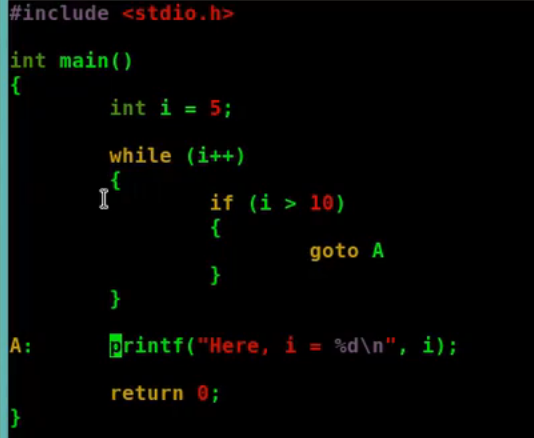 #include <stdio.h>
int main()
{
int i = 5;
while (i++)
{
if (i > 10)
{
goto A
}
}
A: printf("Here, i = %d\n", i);
return 0;
}